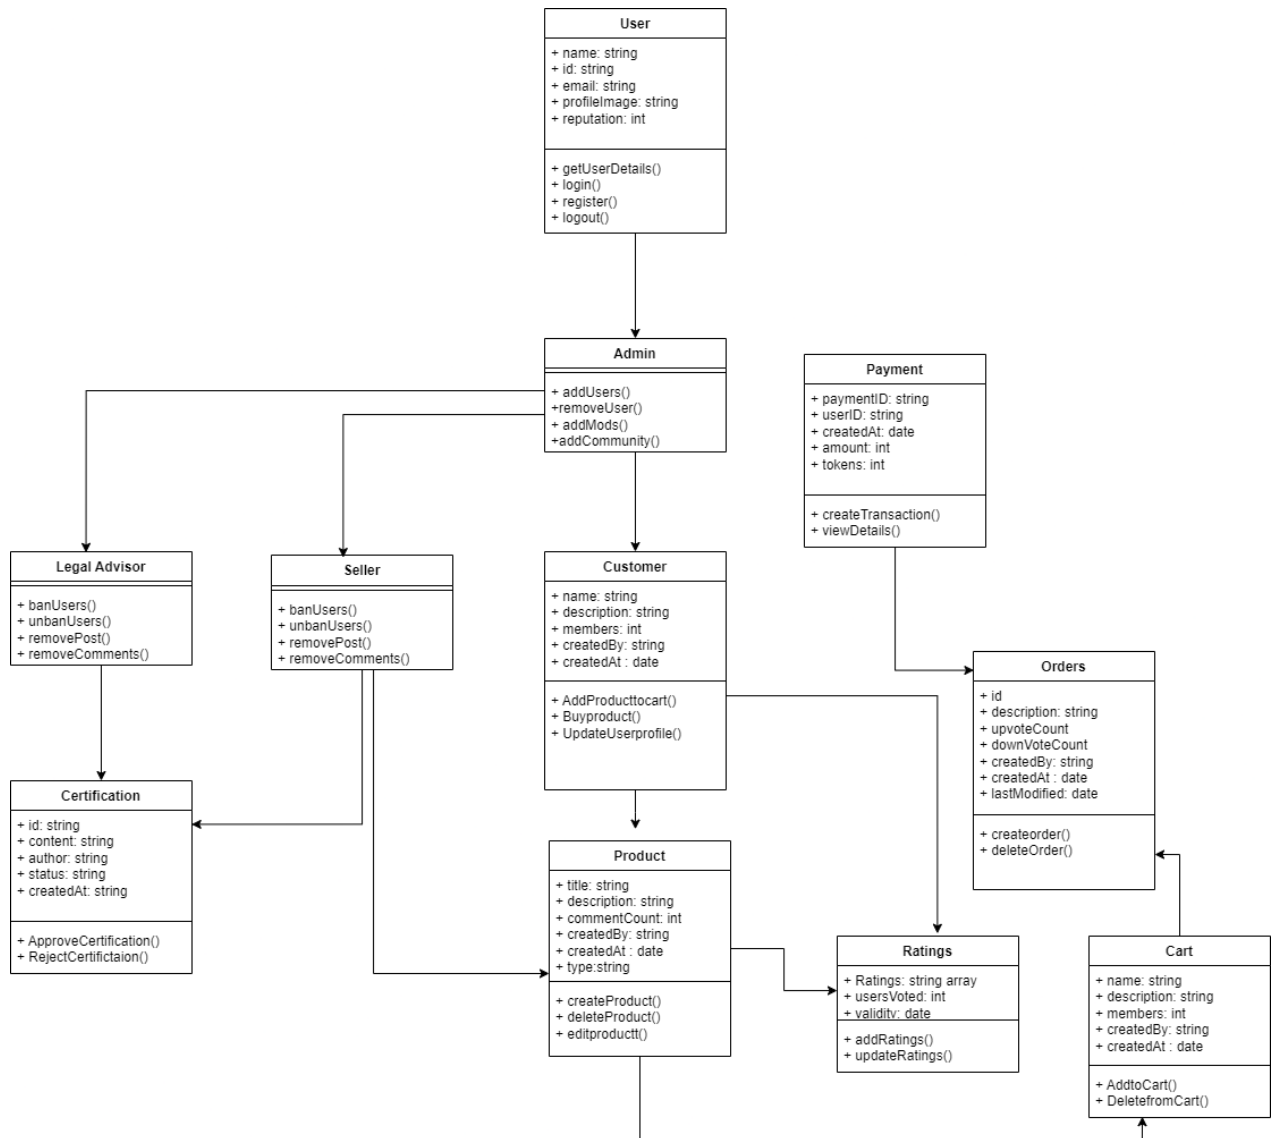 User
+ name: string
+ id: string
+ email: string
+ profileImage: string
+ reputation: int
+ getUserDetails()
+ login()
+ register()
+ logout()
Admin
+ addUsers()
+removeUser()
+ addMods()
+addCommunity()
Payment
+ paymentID: string
+ userID: string
+ createdAt: date
+ amount: int
+ tokens: int
+ createTransaction()
+ viewDetails()
Legal Advisor
+ banUsers()
+ unbanUsers()
+ removePost()
+ removeComments()
Seller
+ banUsers()
+ unbanUsers()
+ removePost()
+ removeComments()
Customer
+ name: string
+ description: string
+ members: int
+ createdBy: string
+ createdAt : date
+ AddProducttocart()
+ Buyproduct()
+ UpdateUserprofile()
Orders
+ id
+ description: string
+ upvoteCount
+ downVoteCount
+ createdBy: string
+ createdAt : date
+ lastModified: date
+ createorder()
+ deleteOrder()
Certification
+ id: string
+ content: string
+ author: string
+ status: string
+ createdAt: string
+ ApproveCertification()
+ RejectCertifictaion()
Product
+ title: string
+ description: string
+ commentCount: int
+ createdBy: string
+ createdAt : date
+ type:string
+ createProduct()
+ deleteProduct()
+ editproductt()
Ratings
+ Ratings: string array
+ usersVoted: int
+ validity: date
+ addRatings()
+ updateRatings()
Cart
+ name: string
+ description: string
+ members: int
+ createdBy: string
+ createdAt : date
+ AddtoCart()
+ DeletefromCart()